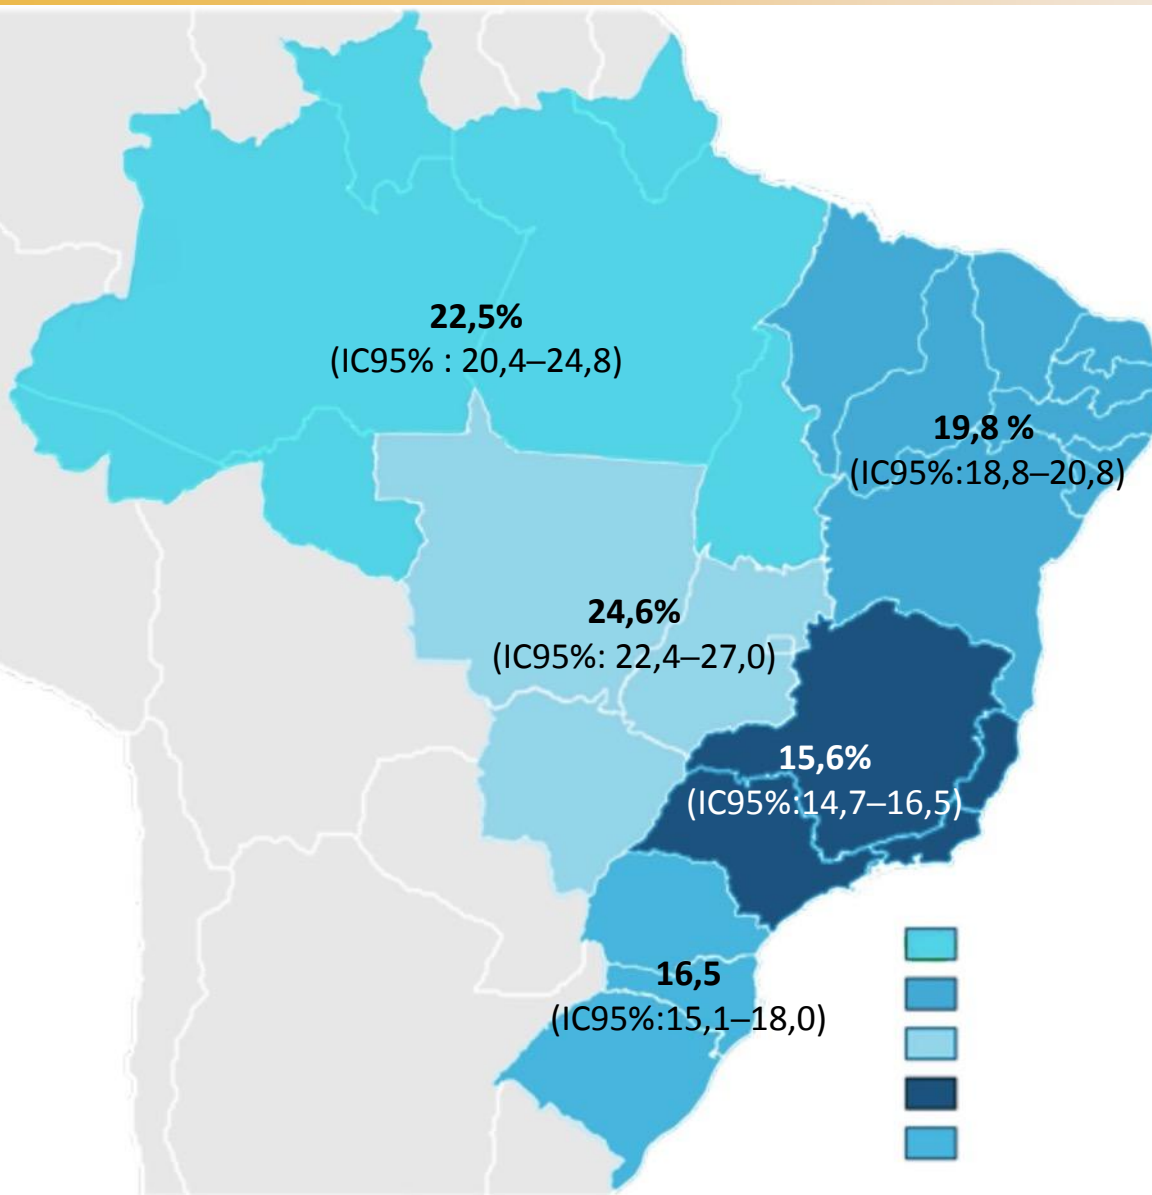 22,5%
(IC95% : 20,4–24,8)
19,8 %
(IC95%:18,8–20,8)
24,6%
(IC95%: 22,4–27,0)
15,6%
(IC95%:14,7–16,5)
16,5
(IC95%:15,1–18,0)